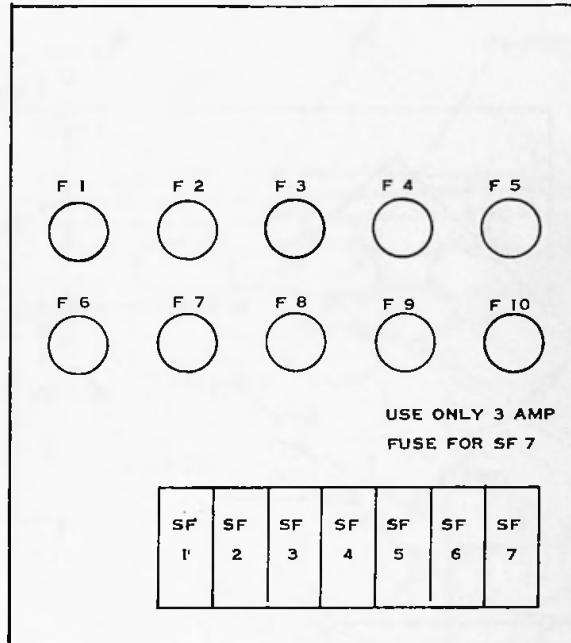 F 1 F 2 F 3 F 4 F 5
F 6 F 7 F 8 F 9 F 10
USE ONLY 3 AMP
FUSE FOR SF 7
SF SF SF SF SF SF SF
1 2 3 4 5 6 7